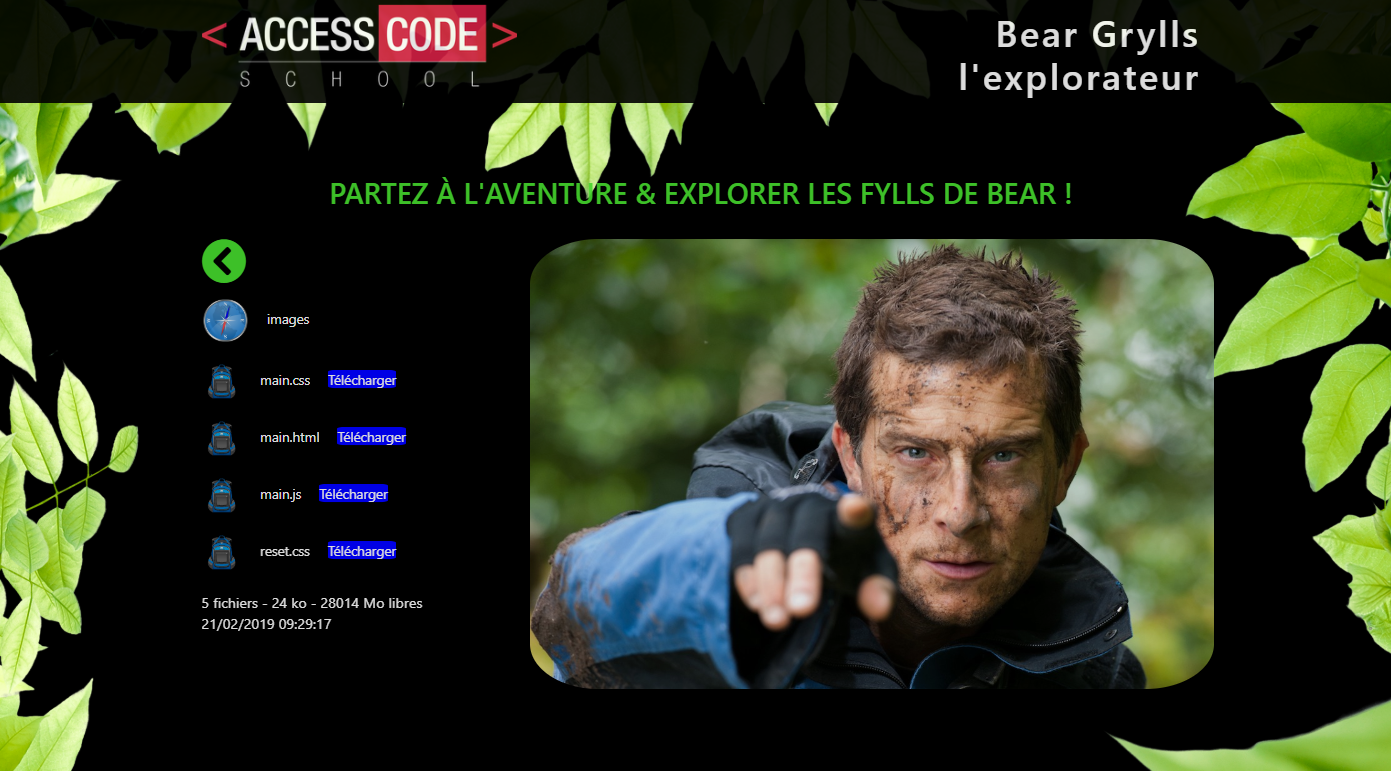 < ACCESS CODE >
SCHOOL
Bear Grylls
l'explorateur
PARTEZ À L'AVENTURE & EXPLORER LES FYLLS DE BEAR !
images
main.css Télécharger
main.html Télécharger
main.js Télécharger
reset.css Télécharger
5 fichiers - 24 ko - 28014 Mo libres
21/02/2019 09:29:17